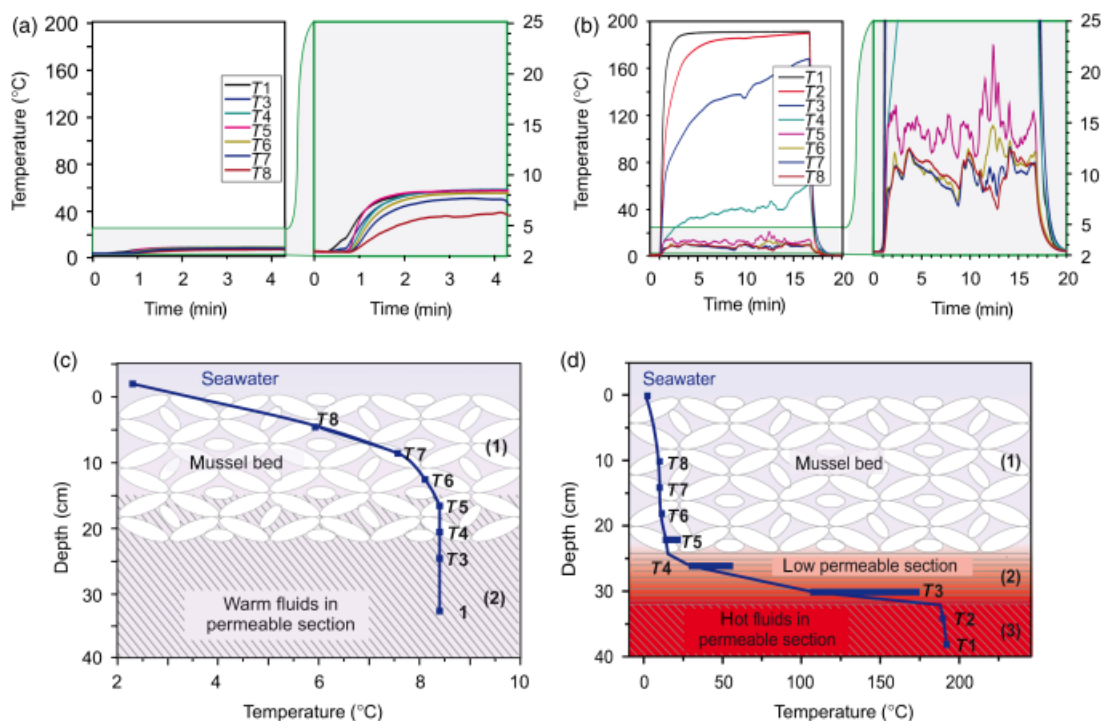 (a)
200
160
120
80
40
0
Temperature (°C)
T1
T3
T4
T5
T6
T7
T8
0 1 2 3 4
Time (min)
25
20
15
10
5
2
0 1 2 3 4
Time (min)
(b)
200
160
120
80
40
0
Temperature (°C)
T1
T2
T3
T4
T5
T6
T7
T8
0 5 10 15 20
Time (min)
25
20
15
10
5
2
0 5 10 15 20
Time (min)
(c)
Seawater
0
10
20
30
40
Depth (cm)
T8
T7
T6
T5
T4
T3
1
Mussel bed
(1)
Warm fluids in
permeable section
(2)
2 4 6 8 10
Temperature (°C)
(d)
Seawater
0
10
20
30
40
Depth (cm)
T8
T7
T6
T5
T4
T3
T2
T1
Mussel bed
(1)
Low permeable section
(2)
Hot fluids in
permeable section
(3)
0 50 100 150 200
Temperature (°C)